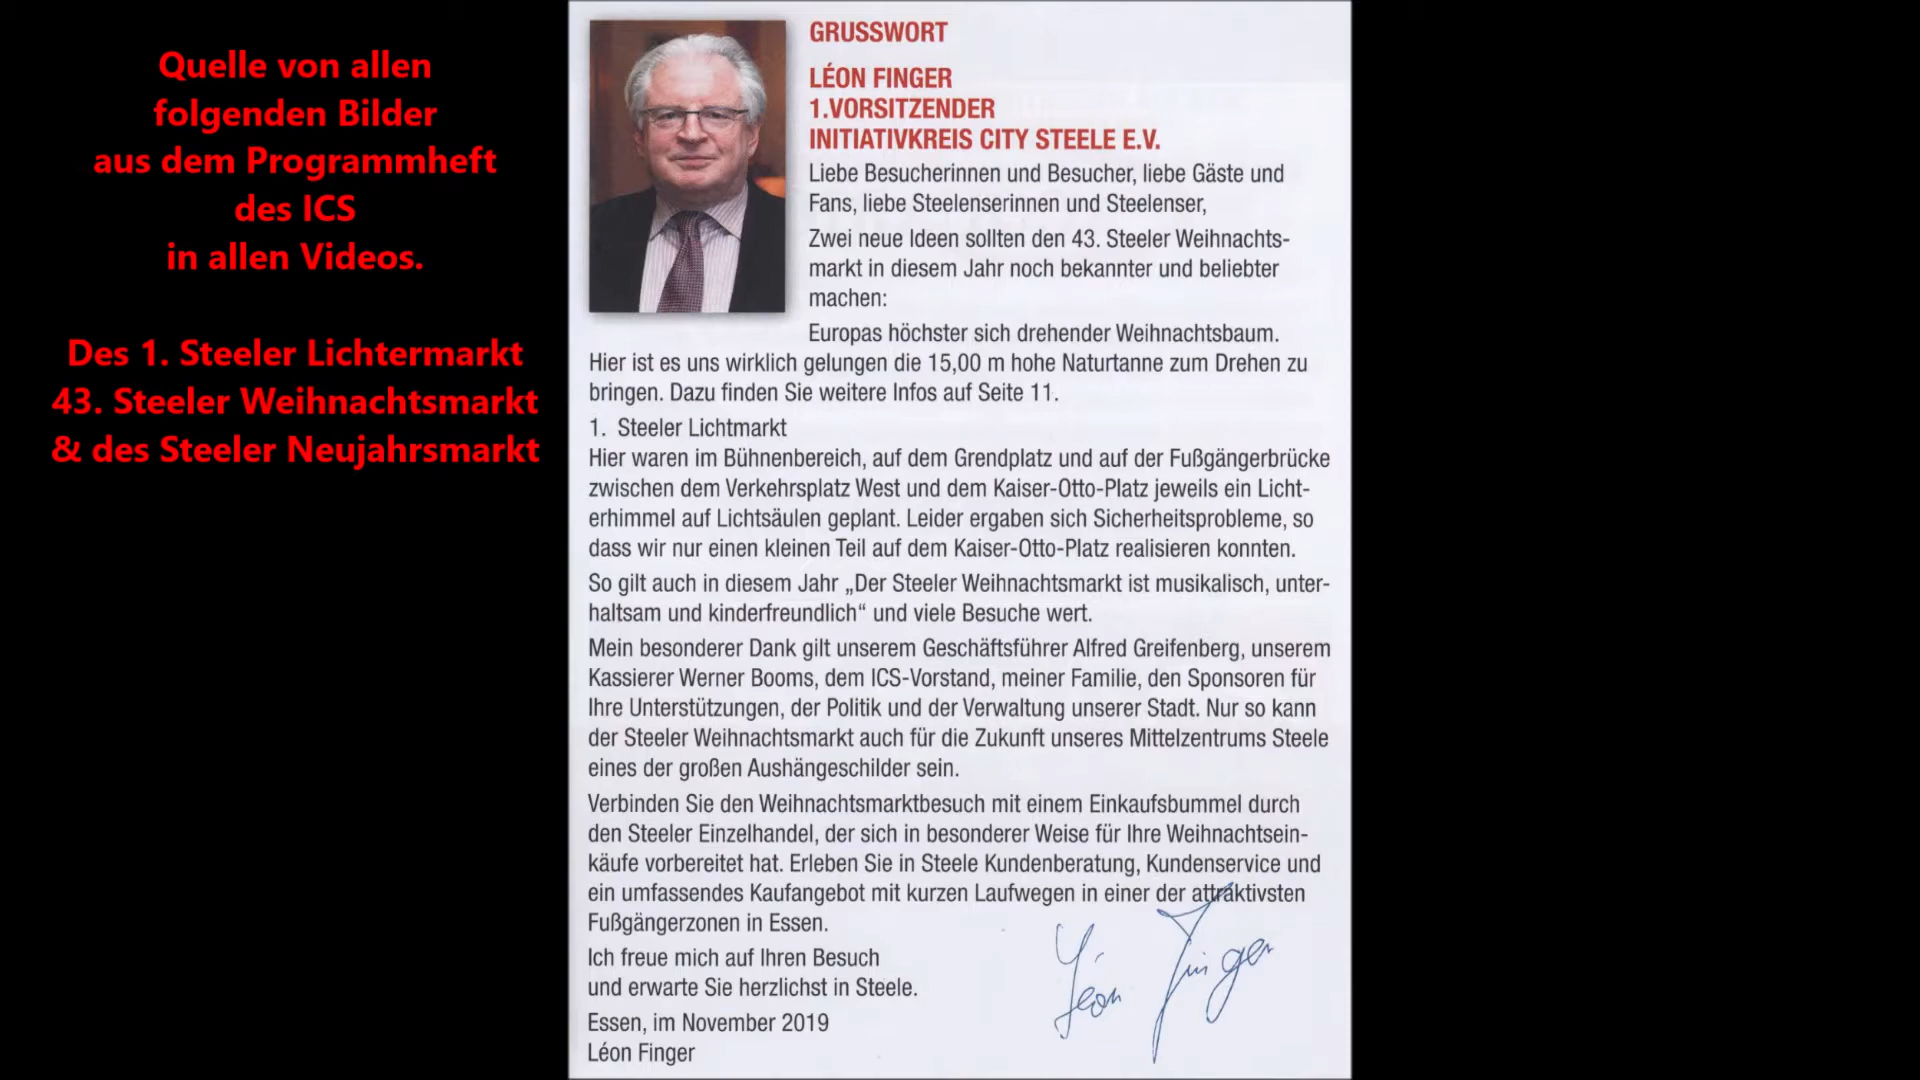 Quelle von allen
folgenden Bilder
aus dem Programmheft
des ICS
in allen Videos.
Des 1. Steeler Lichtermarkt
43. Steeler Weihnachtsmarkt
& des Steeler Neujahrsmarkt
GRUSSWORT
LÉON FINGER
1.VORSITZENDER
INITIATIVKREIS CITY STEELE E.V.
Liebe Besucherinnen und Besucher, liebe Gäste und
Fans, liebe Steelenserinnen und Steelenser,
Zwei neue Ideen sollten den 43. Steeler Weihnachts-
markt in diesem Jahr noch bekannter und beliebter
machen:
Europas höchster sich drehender Weihnachtsbaum.
Hier ist es uns wirklich gelungen die 15,00 m hohe Naturtanne zum Drehen zu
bringen. Dazu finden Sie weitere Infos auf Seite 11.
1. Steeler Lichtmarkt
Hier waren im Bühnenbereich, auf dem Grendplatz und auf der Fußgängerbrücke
zwischen dem Verkehrsplatz West und dem Kaiser-Otto-Platz jeweils ein Licht-
erhimmel auf Lichtsäulen geplant. Leider ergaben sich Sicherheitsprobleme, so
dass wir nur einen kleinen Teil auf dem Kaiser-Otto-Platz realisieren konnten.
So gilt auch in diesem Jahr „Der Steeler Weihnachtsmarkt ist musikalisch, unter-
haltsam und kinderfreundlich“ und viele Besuche wert.
Mein besonderer Dank gilt unserem Geschäftsführer Alfred Greifenberg, unserem
Kassierer Werner Booms, dem ICS-Vorstand, meiner Familie, den Sponsoren für
Ihre Unterstützungen, der Politik und der Verwaltung unserer Stadt. Nur so kann
der Steeler Weihnachtsmarkt auch für die Zukunft unseres Mittelzentrums Steele
eines der großen Aushängeschilder sein.
Verbinden Sie den Weihnachtsmarktbesuch mit einem Einkaufsbummel durch
den Steeler Einzelhandel, der sich in besonderer Weise für Ihre Weihnachtsein-
käufe vorbereitet hat. Erleben Sie in Steele Kundenberatung, Kundenservice und
ein umfassendes Kaufangebot mit kurzen Laufwegen in einer der attraktivsten
Fußgängerzonen in Essen.
Ich freue mich auf Ihren Besuch
und erwarte Sie herzlichst in Steele.
Léon Finger
Essen, im November 2019
Léon Finger